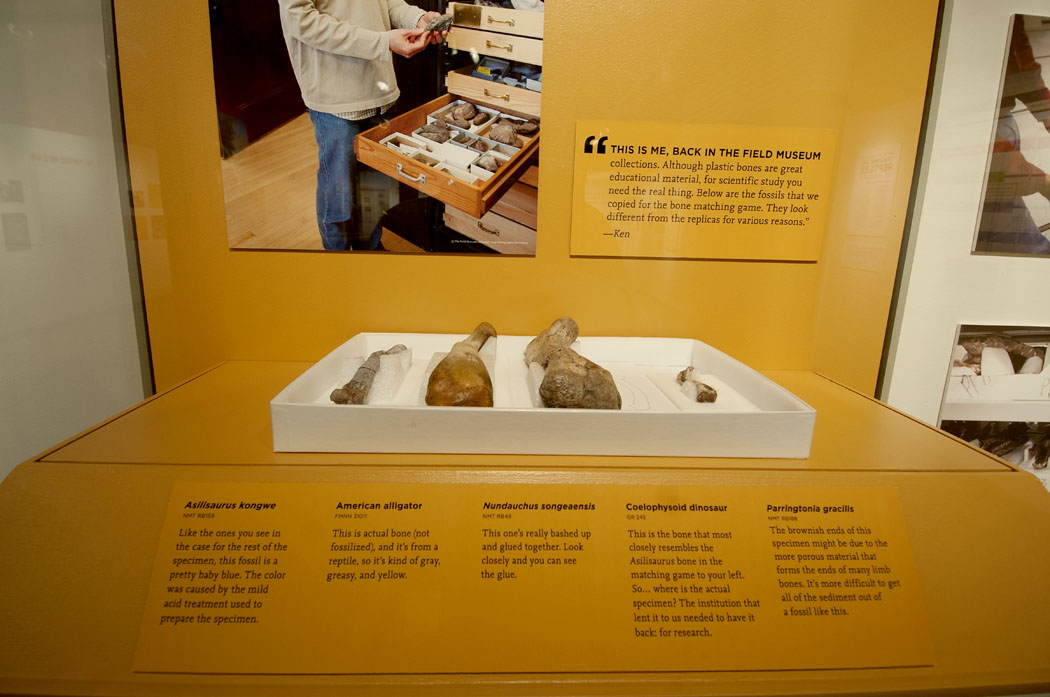 “ THIS IS ME, BACK IN THE FIELD MUSEUM
collections. Although plastic bones are great
educational material, for scientific study you
need the real thing. Below are the fossils that we
copied for the bone matching game. They look
different from the replicas for various reasons.”
—Ken
Asilisaurus kongwe
NMT RB159
Like the ones you see in
the case for the rest of the
specimen, this fossil is a
pretty baby blue. The color
was caused by the mild
acid treatment used to
prepare the specimen.
American alligator
This is actual bone (not
fossilized), and it's from a
reptile, so it's kind of gray,
greasy, and yellow.
Nundauchus songeaensis
NMT RB48
This one's really bashed up
and glued together. Look
closely and you can see
the glue.
Coelophysoid dinosaur
This is the bone that most
closely resembles the
Asilisaurus bone in the
matching game to your left.
So... where is the actual
specimen? The institution that
lent it to us needed to have it
back: for research.
Parringtonia gracilis
The brownish ends of this
specimen might be due to the
more porous material that
forms the ends of many limb
bones. It's more difficult to get
all of the sediment out of
a fossil like this.